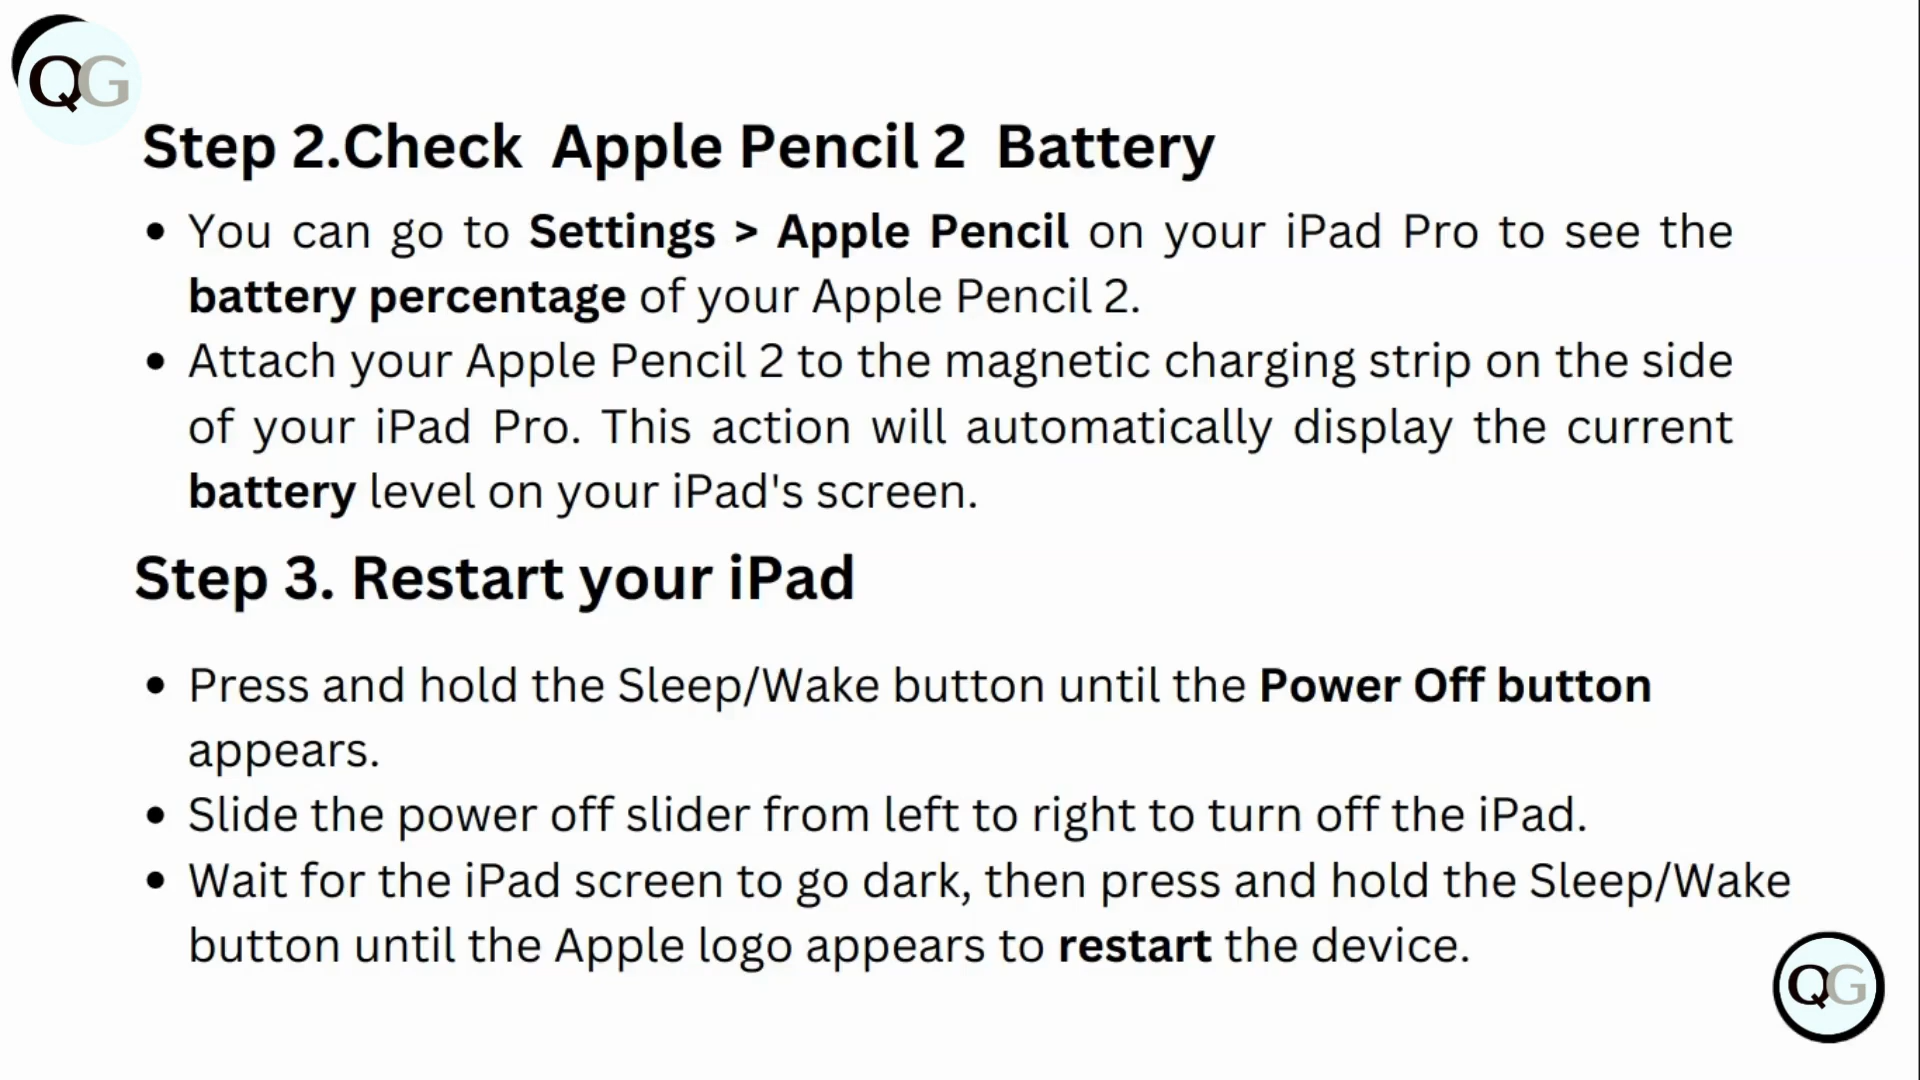 QG
Step 2.Check  Apple Pencil 2  Battery
• You can go to Settings > Apple Pencil on your iPad Pro to see the
battery percentage of your Apple Pencil 2.
• Attach your Apple Pencil 2 to the magnetic charging strip on the side
of your iPad Pro. This action will automatically display the current
battery level on your iPad's screen.
Step 3. Restart your iPad
• Press and hold the Sleep/Wake button until the Power Off button
appears.
• Slide the power off slider from left to right to turn off the iPad.
• Wait for the iPad screen to go dark, then press and hold the Sleep/Wake
button until the Apple logo appears to restart the device.
QG